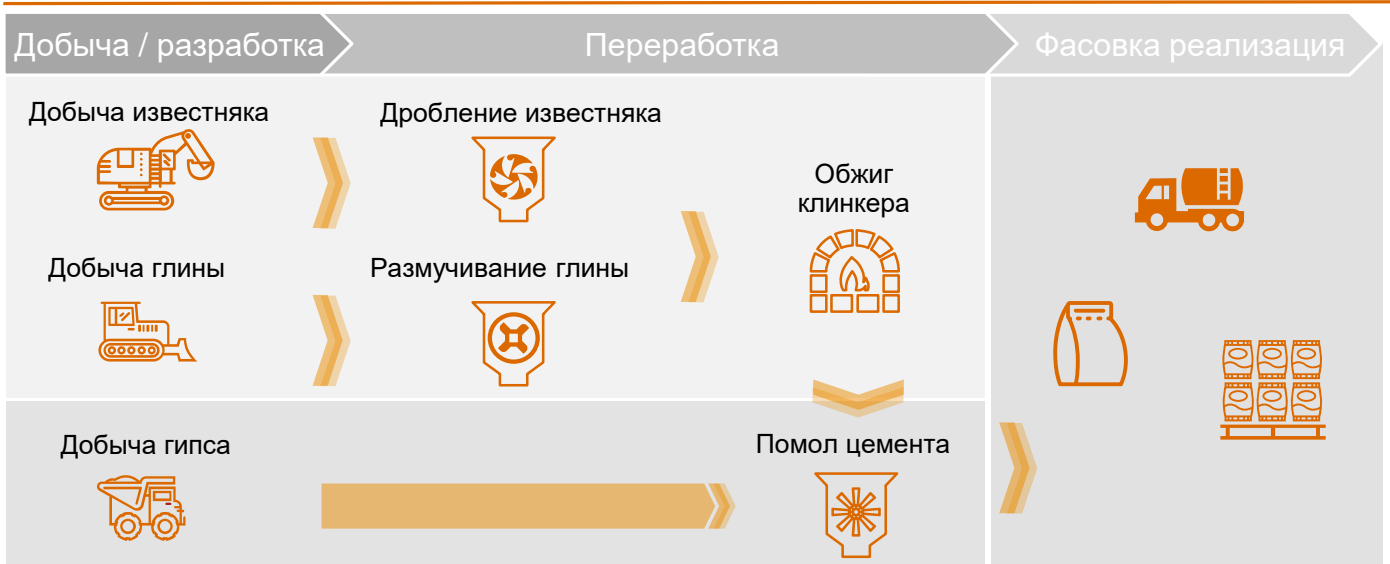 Добыча / разработка
Переработка
Фасовка реализация
Добыча известняка
Дробление известняка
Обжиг
клинкера
Добыча глины
Размучивание глины
Добыча гипса
Помол цемента